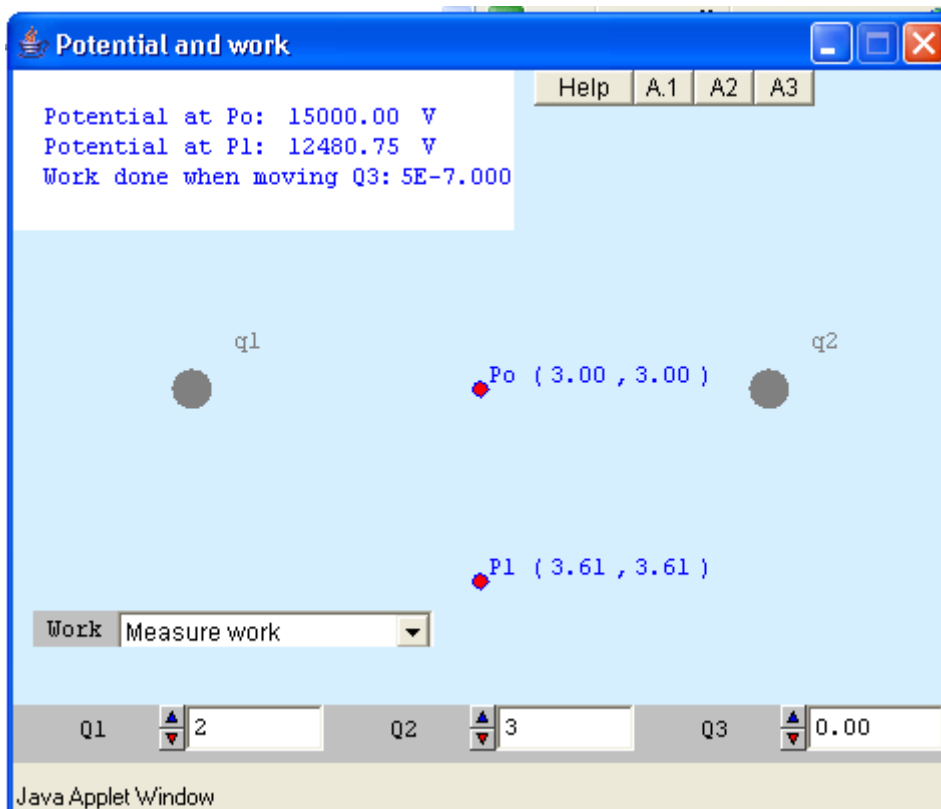 Potential and work
Help A.1 A2 A3
Potential at Po: 15000.00 V
Potential at P1: 12480.75 V
Work done when moving Q3: 5E-7.000
q1 q2
Po ( 3.00 , 3.00 )
P1 ( 3.61 , 3.61 )
Work Measure work
Q1 2 Q2 3 Q3 0.00
Java Applet Window